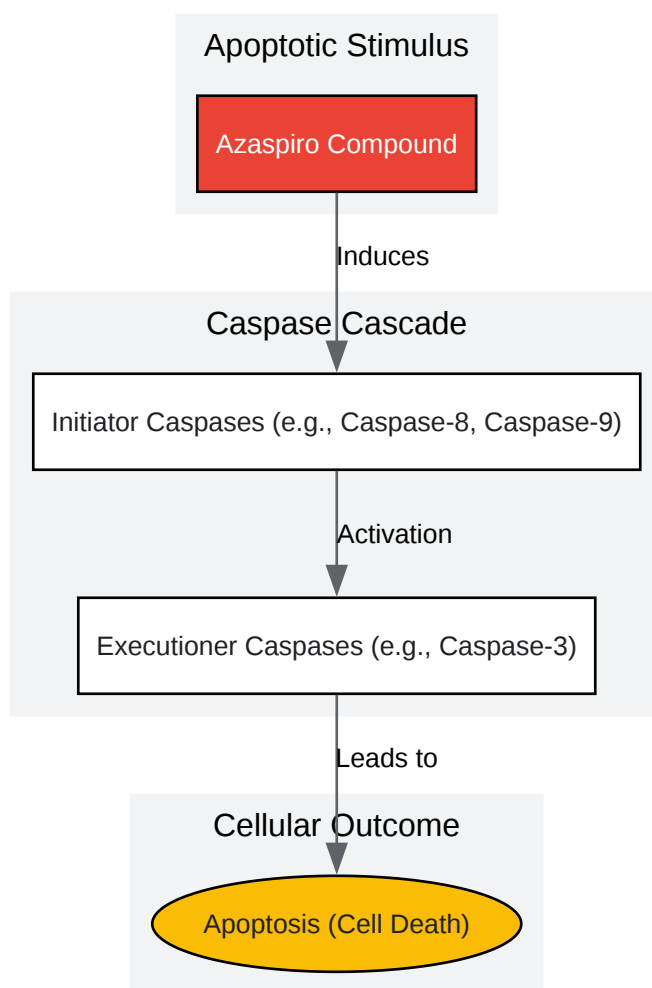 Apoptotic Stimulus
Azaspiro Compound
Induces
Caspase Cascade
Initiator Caspases (e.g., Caspase-8, Caspase-9)
Activation
Executioner Caspases (e.g., Caspase-3)
Leads to
Cellular Outcome
Apoptosis (Cell Death)